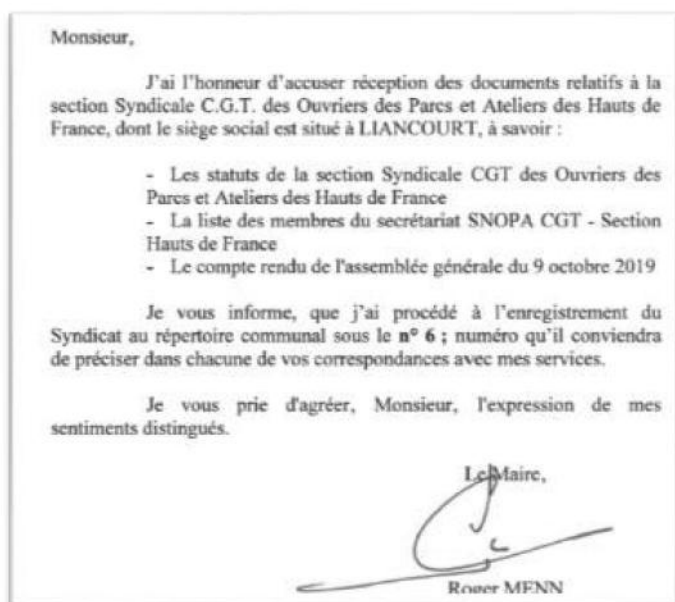 Monsieur,
J'ai l'honneur d'accuser réception des documents relatifs à la
section Syndicale C.G.T. des Ouvriers des Parcs et Ateliers des Hauts de
France, dont le siège social est situé à LIANCOURT, à savoir :
- Les statuts de la section Syndicale CGT des Ouvriers des
Parcs et Ateliers des Hauts de France
- La liste des membres du secrétariat SNOPA CGT - Section
Hauts de France
- Le compte rendu de l'assemblée générale du 9 octobre 2019
Je vous informe, que j'ai procédé à l'enregistrement du
Syndicat au répertoire communal sous le n° 6 ; numéro qu'il conviendra
de préciser dans chacune de vos correspondances avec mes services.
Je vous prie d'agréer, Monsieur, l'expression de mes
sentiments distingués.
Le Maire,
Roger MENN